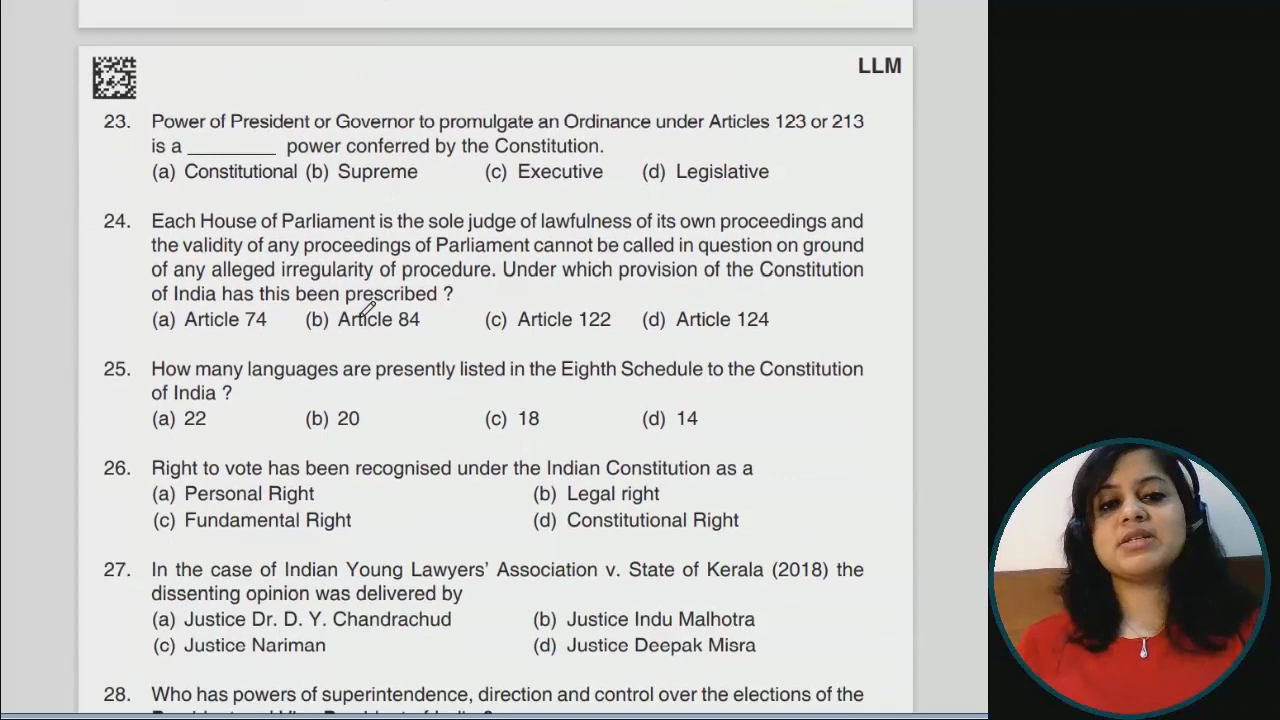 LLM
23. Power of President or Governor to promulgate an Ordinance under Articles 123 or 213
is a ________ power conferred by the Constitution.
(a) Constitutional (b) Supreme (c) Executive (d) Legislative
24. Each House of Parliament is the sole judge of lawfulness of its own proceedings and
the validity of any proceedings of Parliament cannot be called in question on ground
of any alleged irregularity of procedure. Under which provision of the Constitution
of India has this been prescribed ?
(a) Article 74 (b) Article 84 (c) Article 122 (d) Article 124
25. How many languages are presently listed in the Eighth Schedule to the Constitution
of India ?
(a) 22 (b) 20 (c) 18 (d) 14
26. Right to vote has been recognised under the Indian Constitution as a
(a) Personal Right (b) Legal right
(c) Fundamental Right (d) Constitutional Right
27. In the case of Indian Young Lawyers' Association v. State of Kerala (2018) the
dissenting opinion was delivered by
(a) Justice Dr. D. Y. Chandrachud (b) Justice Indu Malhotra
(c) Justice Nariman (d) Justice Deepak Misra
28. Who has powers of superintendence, direction and control over the elections of the